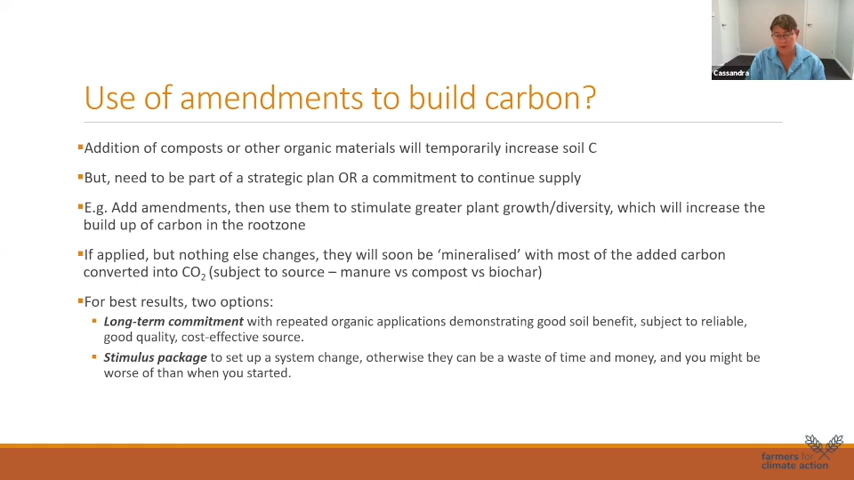 Cassandra
Use of amendments to build carbon?
▪Addition of composts or other organic materials will temporarily increase soil C
▪But, need to be part of a strategic plan OR a commitment to continue supply
▪E.g. Add amendments, then use them to stimulate greater plant growth/diversity, which will increase the
build up of carbon in the rootzone
▪If applied, but nothing else changes, they will soon be ‘mineralised’ with most of the added carbon
converted into CO₂ (subject to source – manure vs compost vs biochar)
▪For best results, two options:
▪ Long-term commitment with repeated organic applications demonstrating good soil benefit, subject to reliable,
good quality, cost-effective source.
▪ Stimulus package to set up a system change, otherwise they can be a waste of time and money, and you might be
worse of than when you started.
farmers for
climate action